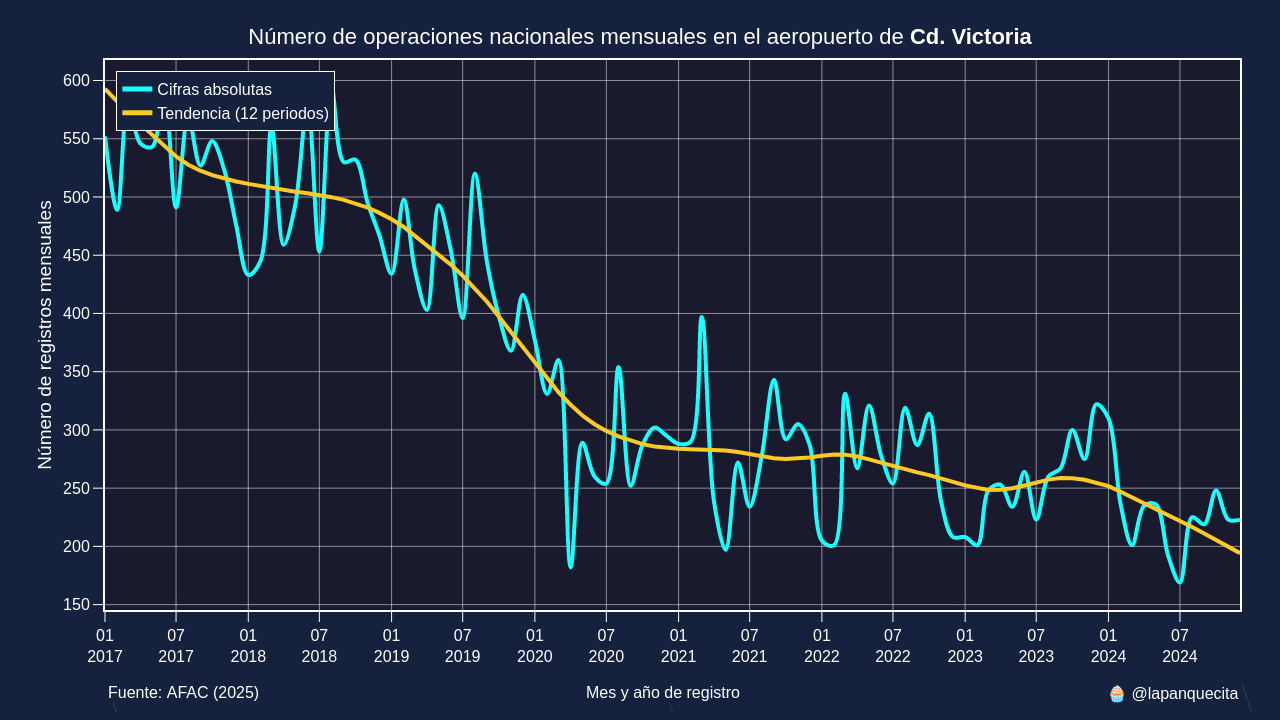 Número de operaciones nacionales mensuales en el aeropuerto de Cd. Victoria
Cifras absolutas
Tendencia (12 periodos)
Número de registros mensuales
600
550
500
450
400
350
300
250
200
150
01 07 01 07 01 07 01 07 01 07 01 07 01 07 01 07
2017 2017 2018 2018 2019 2019 2020 2020 2021 2021 2022 2022 2023 2023 2024 2024
Fuente: AFAC (2025)
Mes y año de registro
🧁 @lapanquecita